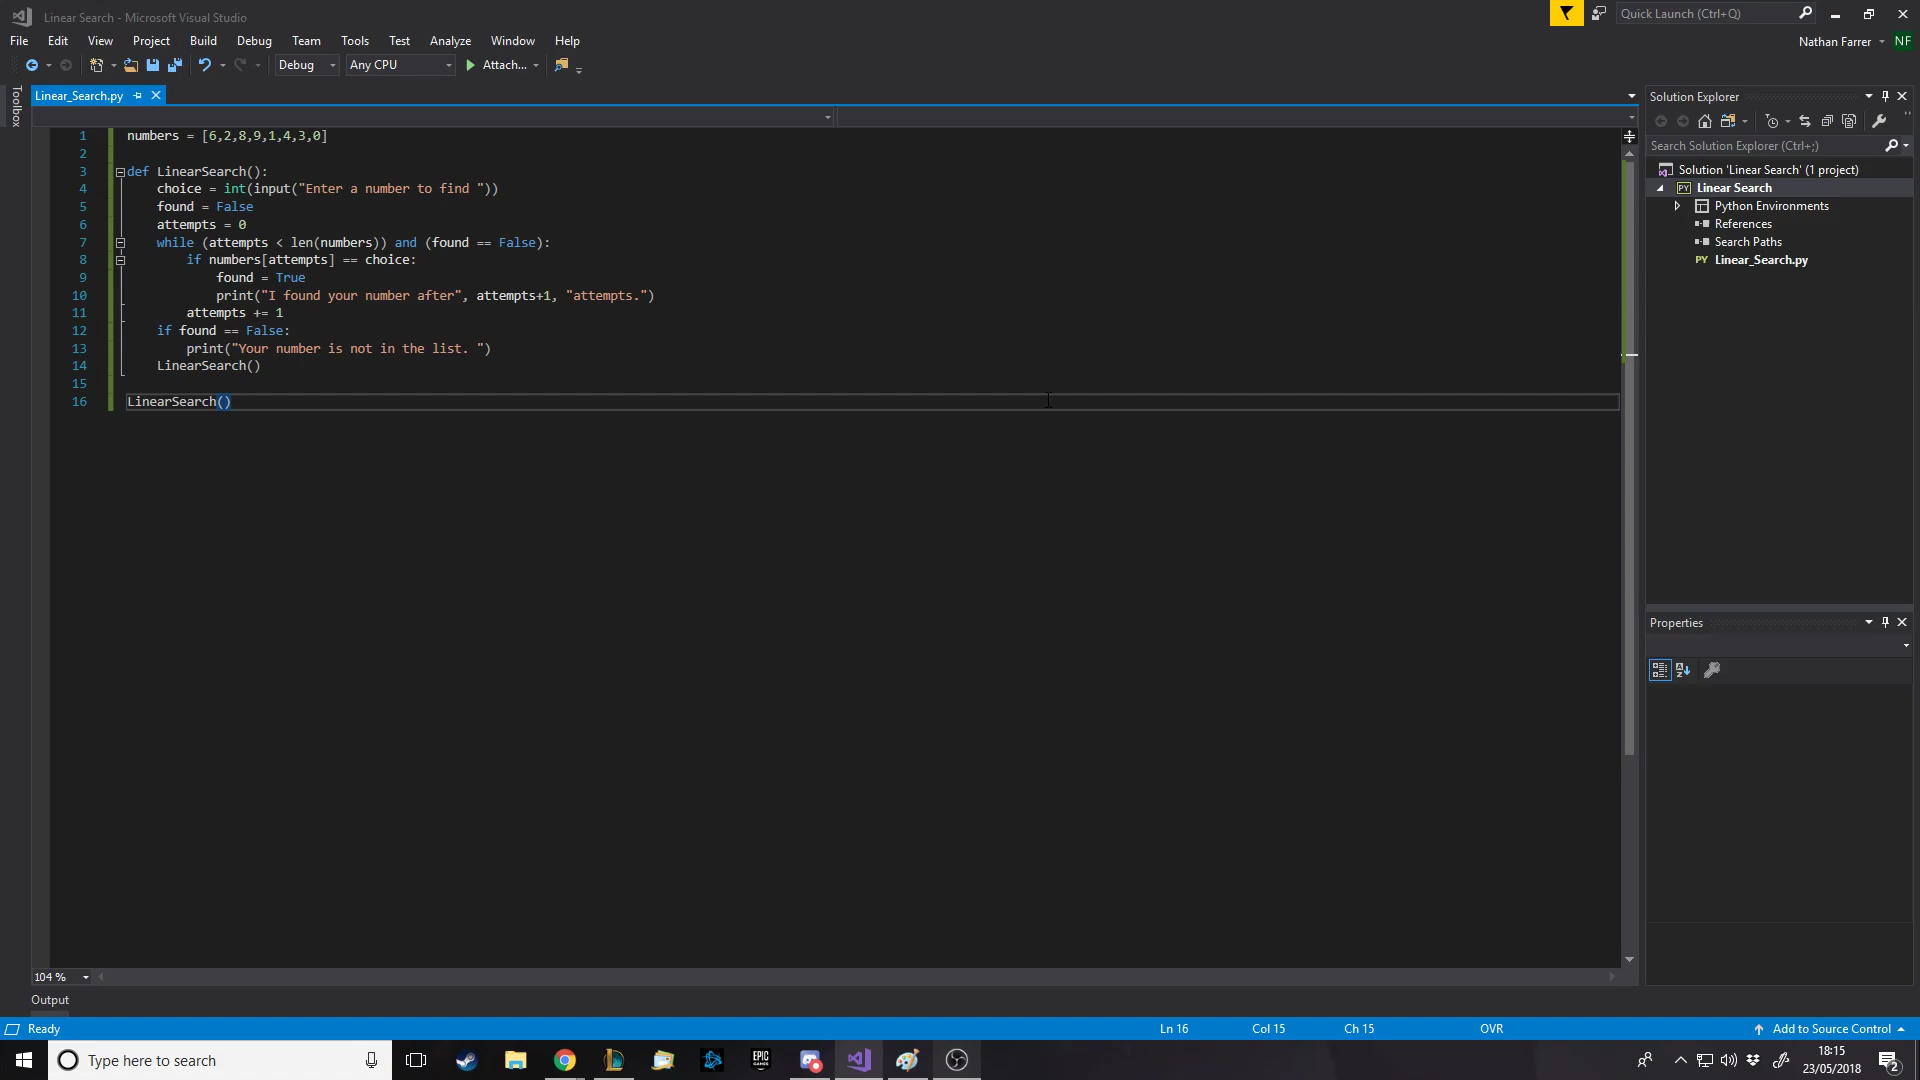 Linear Search - Microsoft Visual Studio
Quick Launch (Ctrl+Q)
File Edit View Project Build Debug Team Tools Test Analyze Window Help
Nathan Farrer NF
Debug Any CPU Attach...
Toolbox
Linear_Search.py
1 numbers = [6,2,8,9,1,4,3,0]
2
3 def LinearSearch():
4 choice = int(input("Enter a number to find "))
5 found = False
6 attempts = 0
7 while (attempts < len(numbers)) and (found == False):
8 if numbers[attempts] == choice:
9 found = True
10 print("I found your number after", attempts+1, "attempts.")
11 attempts += 1
12 if found == False:
13 print("Your number is not in the list. ")
14 LinearSearch()
15
16 LinearSearch()
Solution Explorer
Search Solution Explorer (Ctrl+;)
Solution 'Linear Search' (1 project)
PY Linear Search
Python Environments
References
Search Paths
PY Linear_Search.py
Properties
104 %
Output
Ready
Ln 16 Col 15 Ch 15 OVR
Add to Source Control
Type here to search
EPIC GAMES
18:15
23/05/2018
2